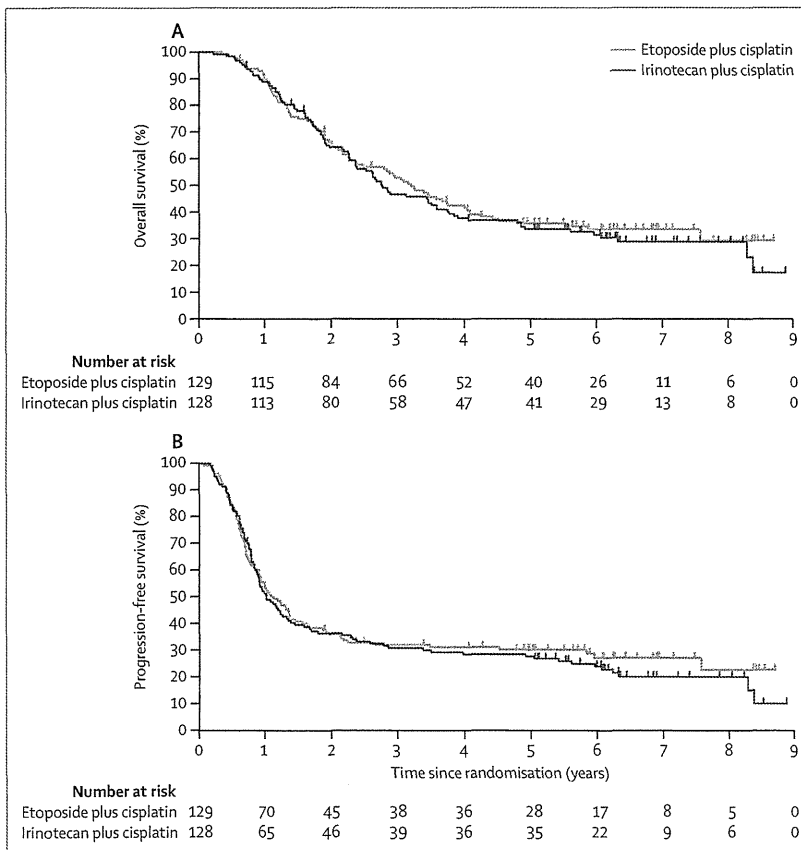 A
100
90
80
70
60
50
40
30
20
10
0
Overall survival (%)
Etoposide plus cisplatin
Irinotecan plus cisplatin
0 1 2 3 4 5 6 7 8 9
Number at risk
Etoposide plus cisplatin 129 115 84 66 52 40 26 11 6 0
Irinotecan plus cisplatin 128 113 80 58 47 41 29 13 8 0
B
100
90
80
70
60
50
40
30
20
10
0
Progression-free survival (%)
0 1 2 3 4 5 6 7 8 9
Time since randomisation (years)
Number at risk
Etoposide plus cisplatin 129 70 45 38 36 28 17 8 5 0
Irinotecan plus cisplatin 128 65 46 39 36 35 22 9 6 0